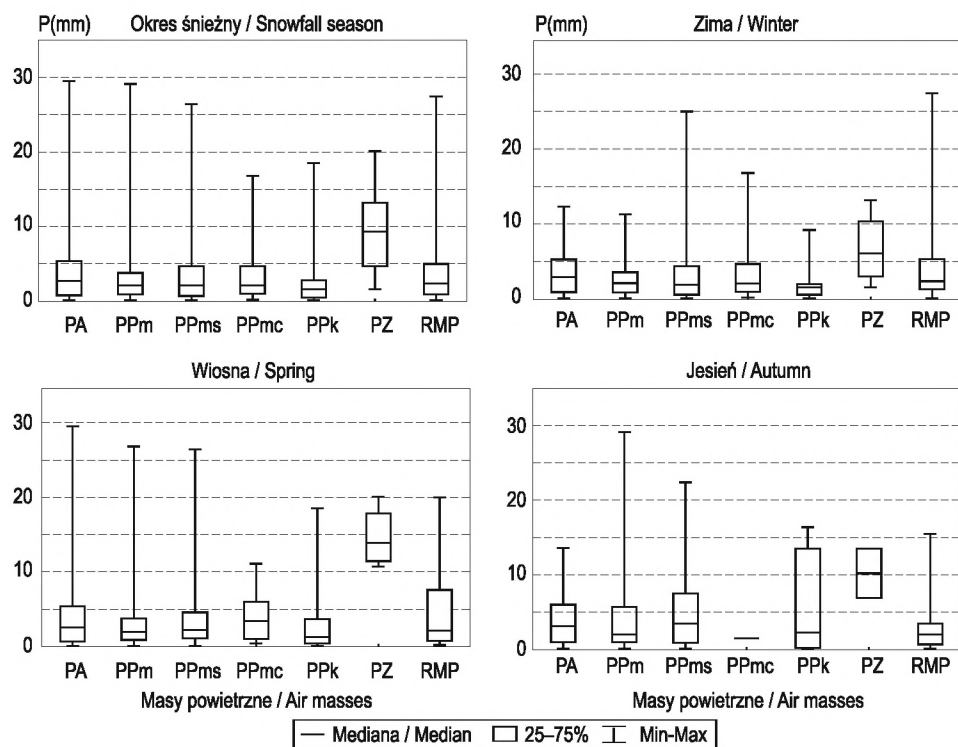 P(mm) Okres śnieżny / Snowfall season
30
20
10
0
PA PPm PPms PPmc PPk PZ RMP
P(mm) Zima / Winter
30
20
10
0
PA PPm PPms PPmc PPk PZ RMP
Wiosna / Spring
30
20
10
0
PA PPm PPms PPmc PPk PZ RMP
Masy powietrzne / Air masses
Jesień / Autumn
30
20
10
0
PA PPm PPms PPmc PPk PZ RMP
Masy powietrzne / Air masses
Mediana / Median 25–75% Min-Max